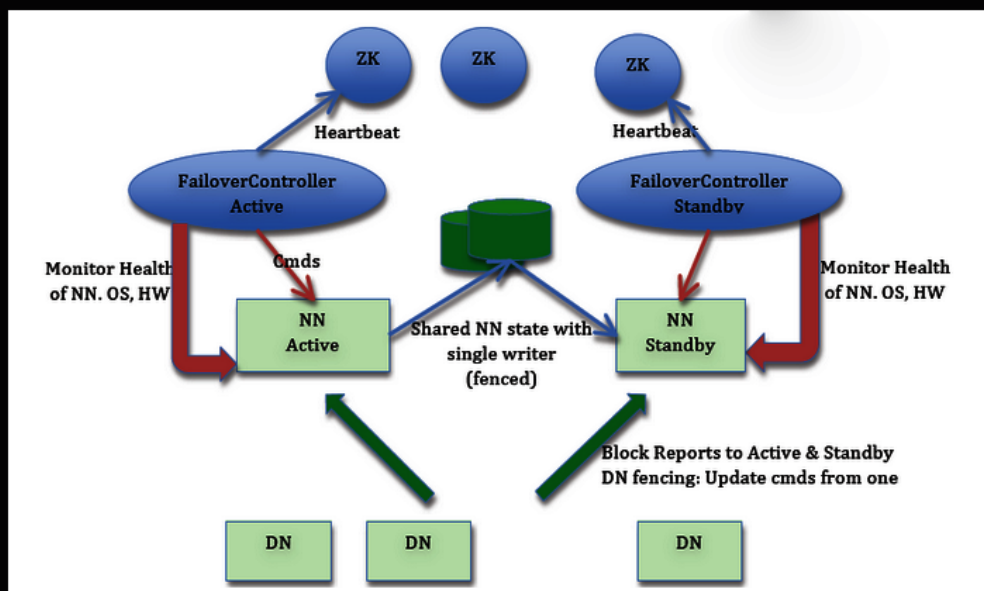 ZK
ZK
ZK
Heartbeat
Heartbeat
FailoverController
Active
FailoverController
Standby
Cmds
Monitor Health
of NN. OS, HW
Monitor Health
of NN. OS, HW
NN
Active
Shared NN state with
single writer
(fenced)
NN
Standby
Block Reports to Active & Standby
DN fencing: Update cmds from one
DN
DN
DN